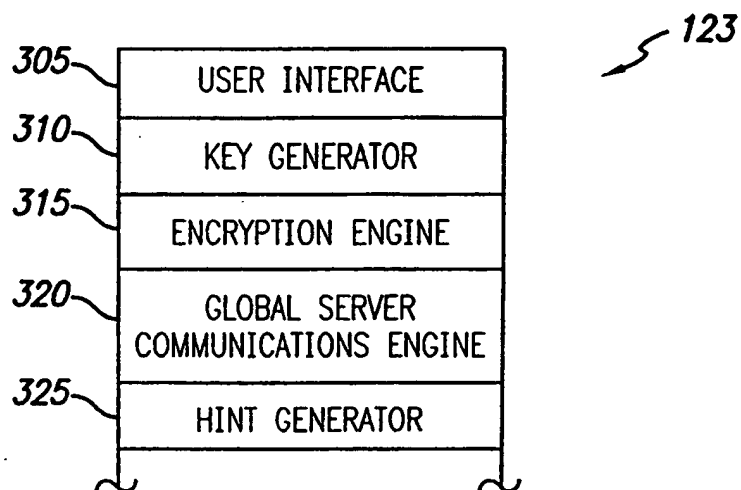 123
305
USER INTERFACE
310
KEY GENERATOR
315
ENCRYPTION ENGINE
320
GLOBAL SERVER
COMMUNICATIONS ENGINE
325
HINT GENERATOR